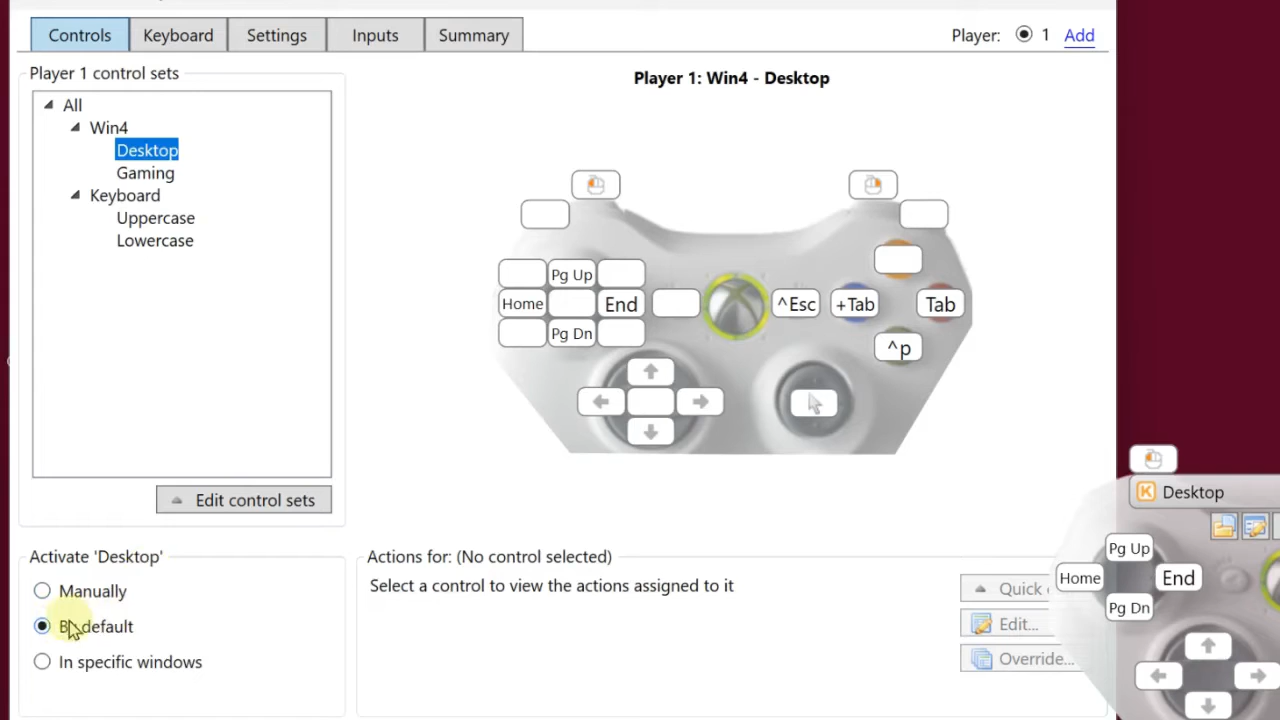 Controls
Keyboard
Settings
Inputs
Summary
Player:
1
Add
Player 1 control sets
All
Win4
Desktop
Gaming
Keyboard
Uppercase
Lowercase
Edit control sets
Player 1: Win4 - Desktop
Pg Up
Home
End
Pg Dn
^Esc
+Tab
Tab
^p
Activate 'Desktop'
Manually
default
In specific windows
Actions for: (No control selected)
Select a control to view the actions assigned to it
Quick
Edit...
Override...
K Desktop
Pg Up
Home
End
Pg Dn